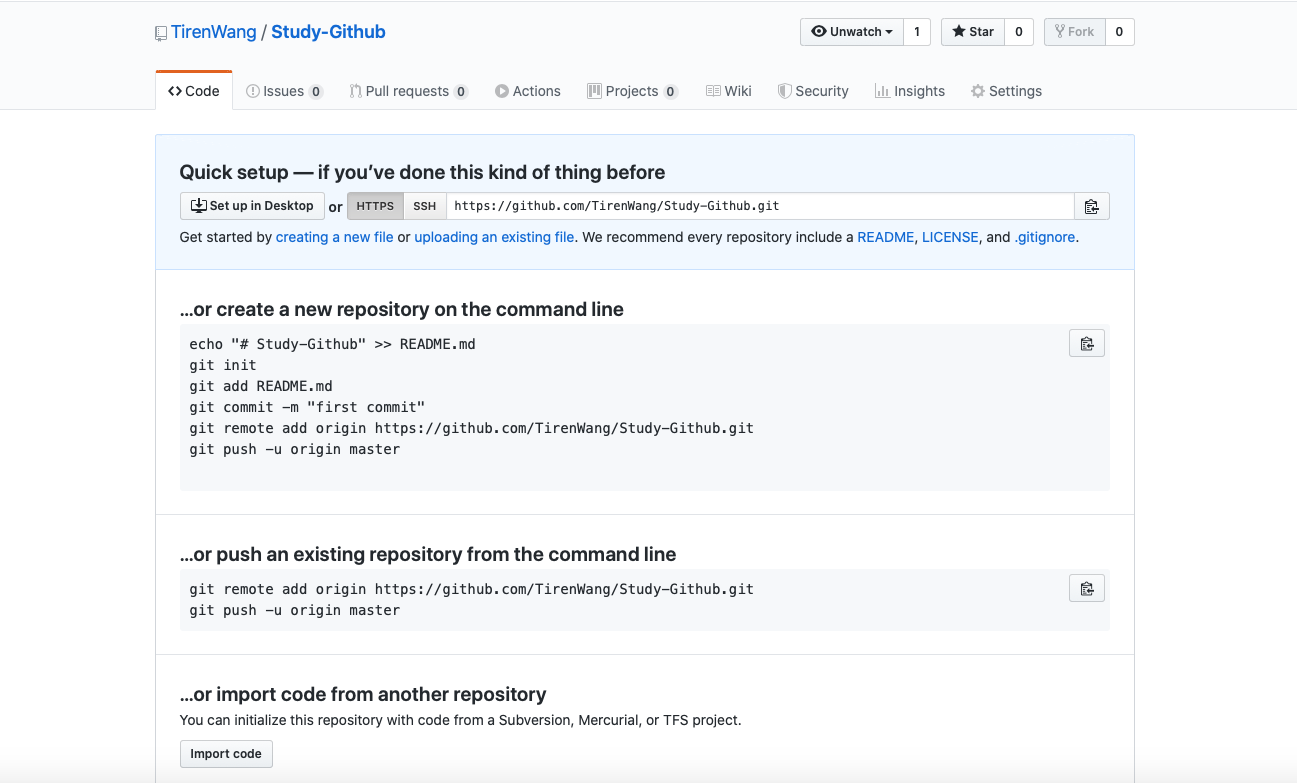 TirenWang / Study-Github
Unwatch 1 Star 0 Fork 0
<> Code Issues 0 Pull requests 0 Actions Projects 0 Wiki Security Insights Settings
Quick setup — if you’ve done this kind of thing before
Set up in Desktop or HTTPS SSH https://github.com/TirenWang/Study-Github.git
Get started by creating a new file or uploading an existing file. We recommend every repository include a README, LICENSE, and .gitignore.
…or create a new repository on the command line
echo "# Study-Github" >> README.md
git init
git add README.md
git commit -m "first commit"
git remote add origin https://github.com/TirenWang/Study-Github.git
git push -u origin master
…or push an existing repository from the command line
git remote add origin https://github.com/TirenWang/Study-Github.git
git push -u origin master
…or import code from another repository
You can initialize this repository with code from a Subversion, Mercurial, or TFS project.
Import code